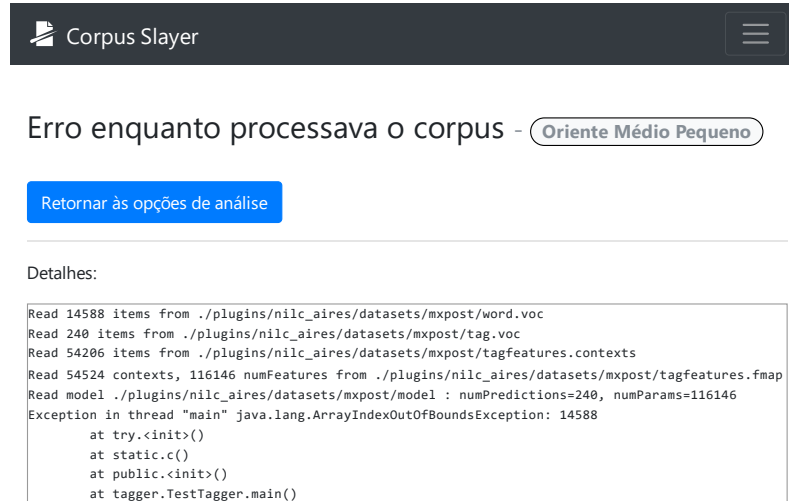 Corpus Slayer
Erro enquanto processava o corpus - Oriente Médio Pequeno
Retornar às opções de análise
Detalhes:
Read 14588 items from ./plugins/nilc_aires/datasets/mxpost/word.voc
Read 240 items from ./plugins/nilc_aires/datasets/mxpost/tag.voc
Read 54206 items from ./plugins/nilc_aires/datasets/mxpost/tagfeatures.contexts
Read 54524 contexts, 116146 numFeatures from ./plugins/nilc_aires/datasets/mxpost/tagfeatures.fmap
Read model ./plugins/nilc_aires/datasets/mxpost/model : numPredictions=240, numParams=116146
Exception in thread "main" java.lang.ArrayIndexOutOfBoundsException: 14588
at try.<init>()
at static.c()
at public.<init>()
at tagger.TestTagger.main()